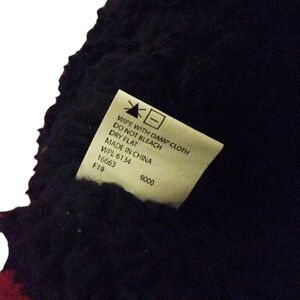 WIPE WITH DAMP CLOTH
DO NOT BLEACH
DRY FLAT
MADE IN CHINA
WPL 6134
16663 9000
F19